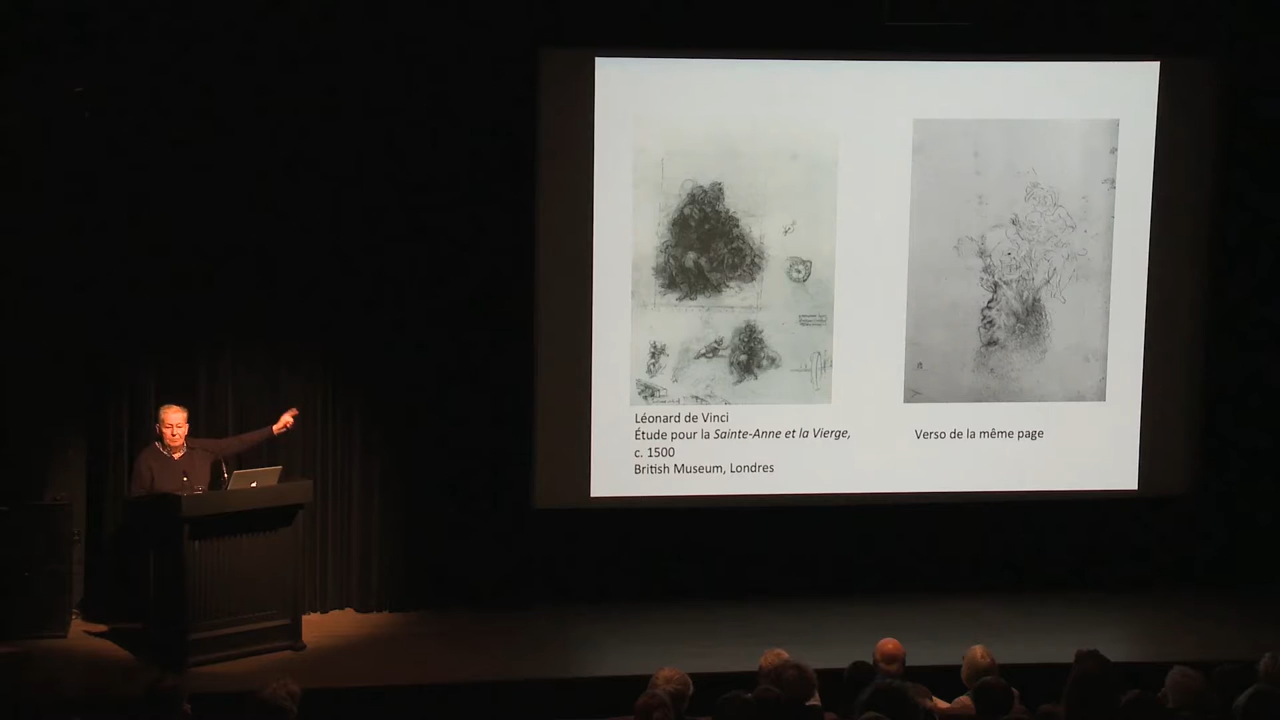 Léonard de Vinci
Étude pour la Sainte-Anne et la Vierge,
c. 1500
British Museum, Londres
Verso de la même page